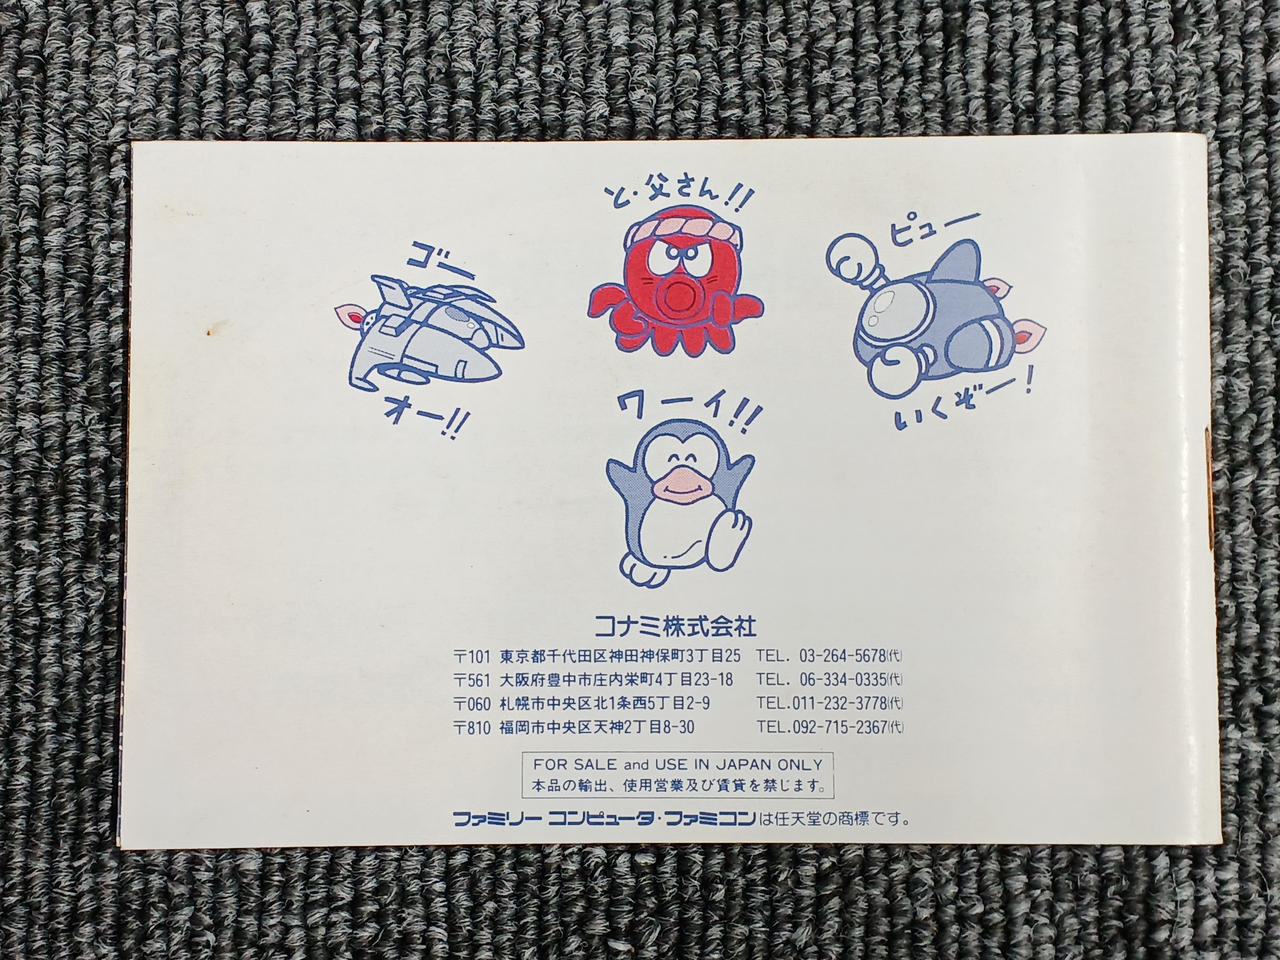 と・父さん!!
ゴー
ピュー
オー!!
いくぞー!
ワーイ!!
コナミ株式会社
〒101 東京都千代田区神田神保町3丁目25 TEL. 03-264-5678㈹
〒561 大阪府豊中市庄内栄町4丁目23-18 TEL. 06-334-0335㈹
〒060 札幌市中央区北1条西5丁目2-9 TEL.011-232-3778㈹
〒810 福岡市中央区天神2丁目8-30 TEL.092-715-2367㈹
FOR SALE and USE IN JAPAN ONLY
本品の輸出、使用営業及び賃貸を禁じます。
ファミリーコンピュータ・ファミコンは任天堂の商標です。